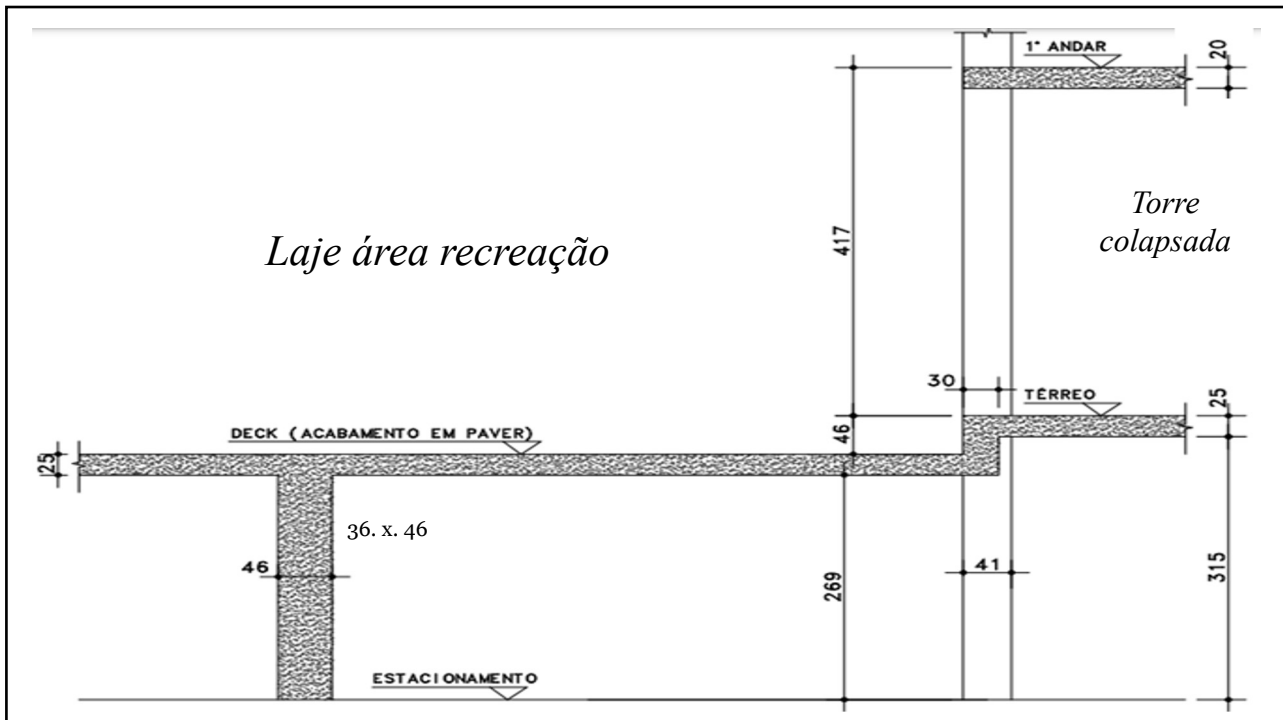 1° ANDAR
20
Torre
colapsada
417
Laje área recreação
30
TÉRREO
25
46
DECK (ACABAMENTO EM PAVER)
25
36. x. 46
46
41
269
315
ESTACIONAMENTO